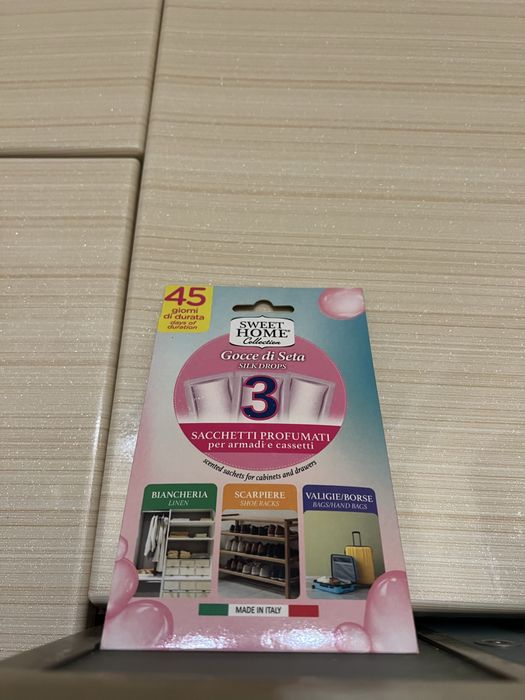 45
giorni
di durata
days of
duration
SWEET
HOME®
Collection
Gocce di Seta
SILK DROPS
3
SACCHETTI PROFUMATI
per armadi e cassetti
scented sachets for cabinets and drawers
BIANCHERIA
LINEN
SCARPIERE
SHOE RACKS
VALIGIE/BORSE
BAGS/HAND BAGS
MADE IN ITALY